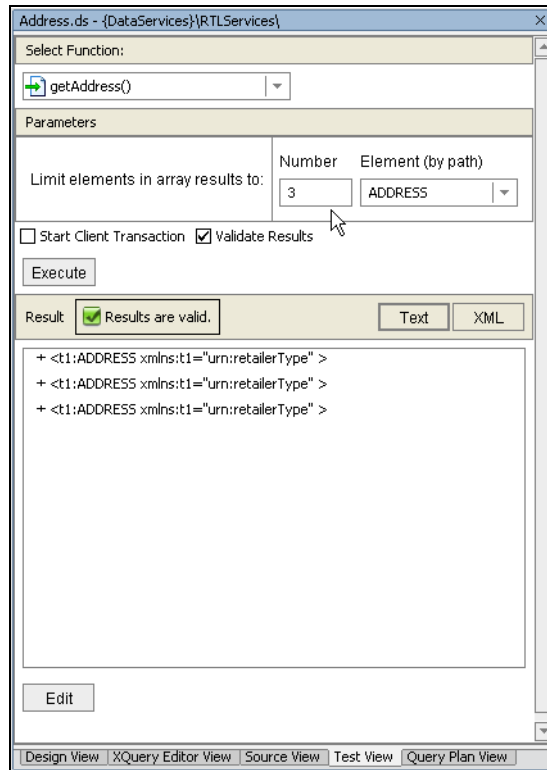 Address.ds - {DataServices}\RTLServices\
Select Function:
getAddress()
Parameters
Limit elements in array results to:
Number Element (by path)
3 ADDRESS
Start Client Transaction Validate Results
Execute
Result Results are valid. Text XML
+ <t1:ADDRESS xmlns:t1="urn:retailerType" >
+ <t1:ADDRESS xmlns:t1="urn:retailerType" >
+ <t1:ADDRESS xmlns:t1="urn:retailerType" >
Edit
Design View XQuery Editor View Source View Test View Query Plan View